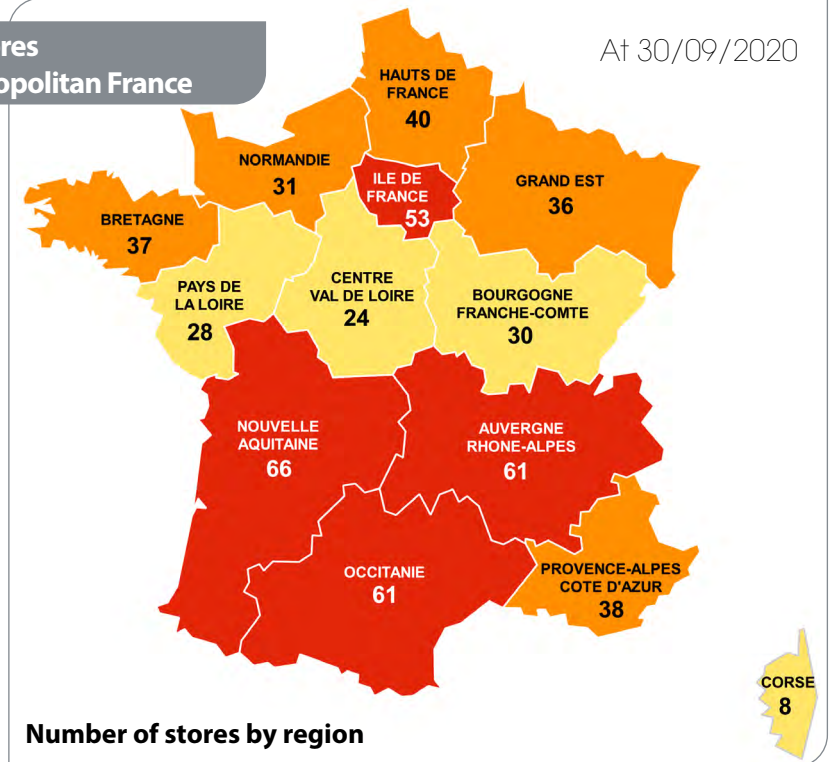 At 30/09/2020
Metropolitan France
HAUTS DE
FRANCE
40
NORMANDIE
31
ILE DE
FRANCE
53
GRAND EST
36
BRETAGNE
37
PAYS DE
LA LOIRE
28
CENTRE
VAL DE LOIRE
24
BOURGOGNE
FRANCHE-COMTE
30
NOUVELLE
AQUITAINE
66
AUVERGNE
RHONE-ALPES
61
OCCITANIE
61
PROVENCE-ALPES
COTE D'AZUR
38
CORSE
8
Number of stores by region